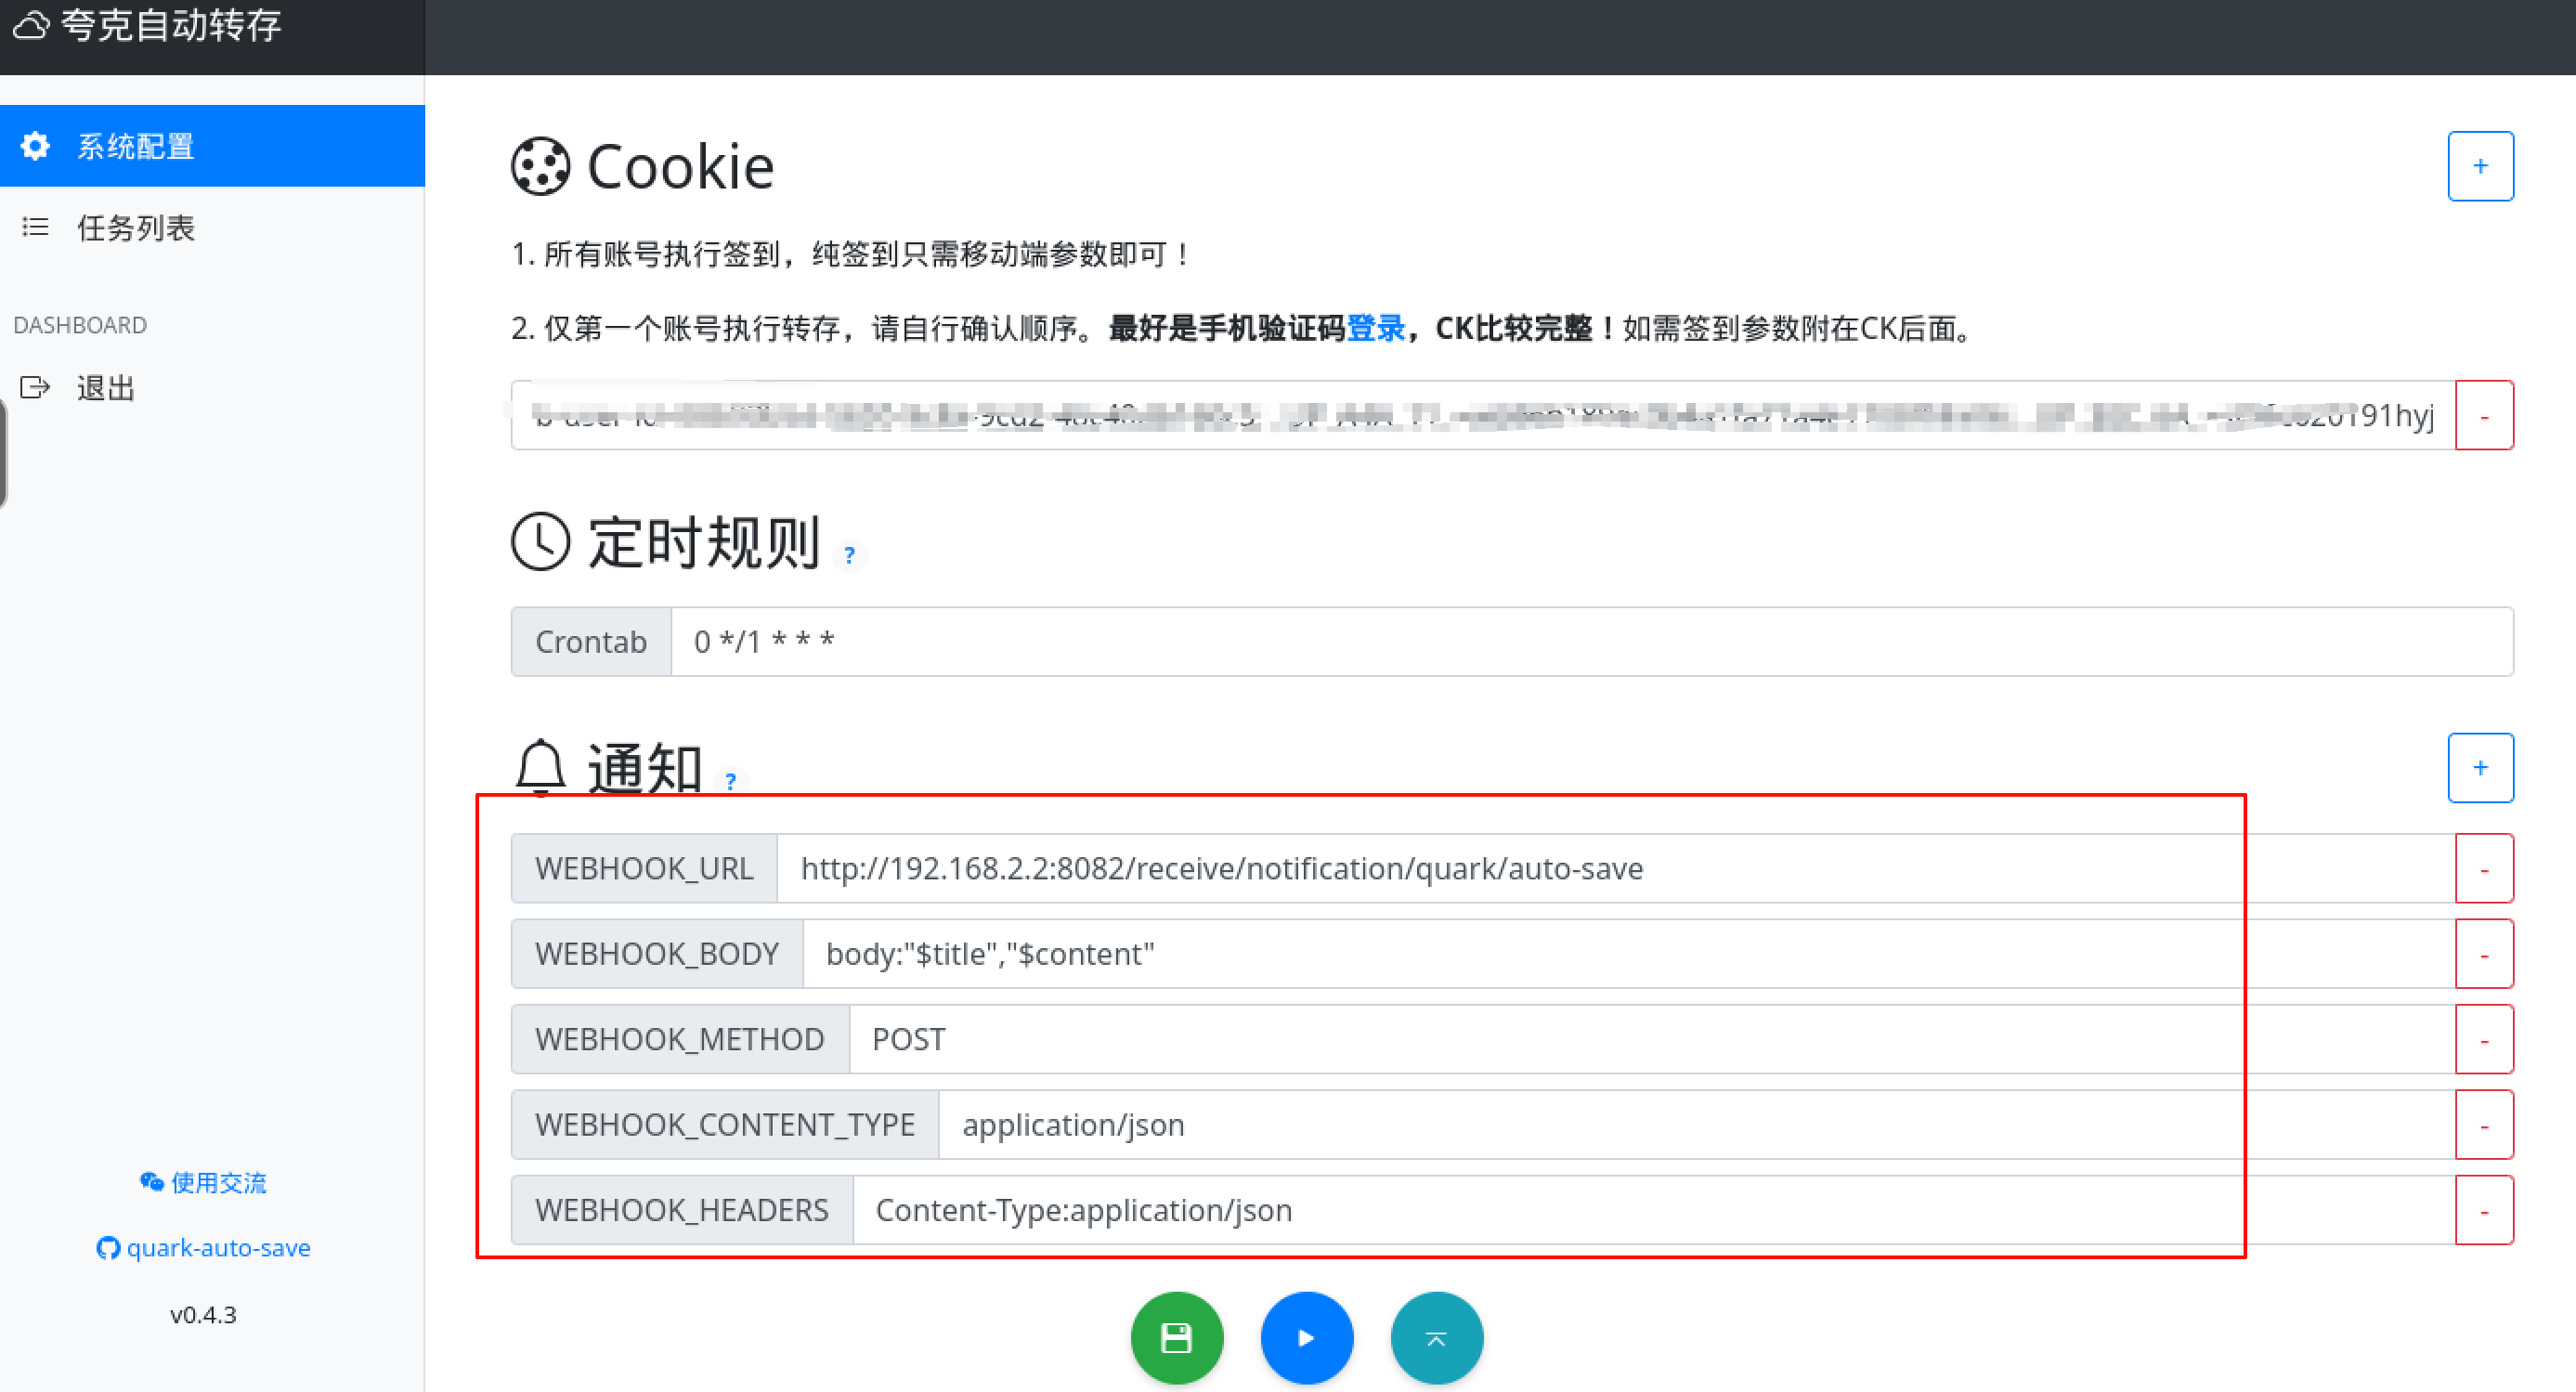 夸克自动转存
系统配置
任务列表
DASHBOARD
退出
使用交流
quark-auto-save
v0.4.3
Cookie
+
1. 所有账号执行签到，纯签到只需移动端参数即可！
2. 仅第一个账号执行转存，请自行确认顺序。最好是手机验证码登录，CK比较完整！如需签到参数附在CK后面。
-
定时规则 ?
Crontab 0 */1 * * *
通知 ?
+
WEBHOOK_URL http://192.168.2.2:8082/receive/notification/quark/auto-save -
WEBHOOK_BODY body:"$title","$content" -
WEBHOOK_METHOD POST -
WEBHOOK_CONTENT_TYPE application/json -
WEBHOOK_HEADERS Content-Type:application/json -